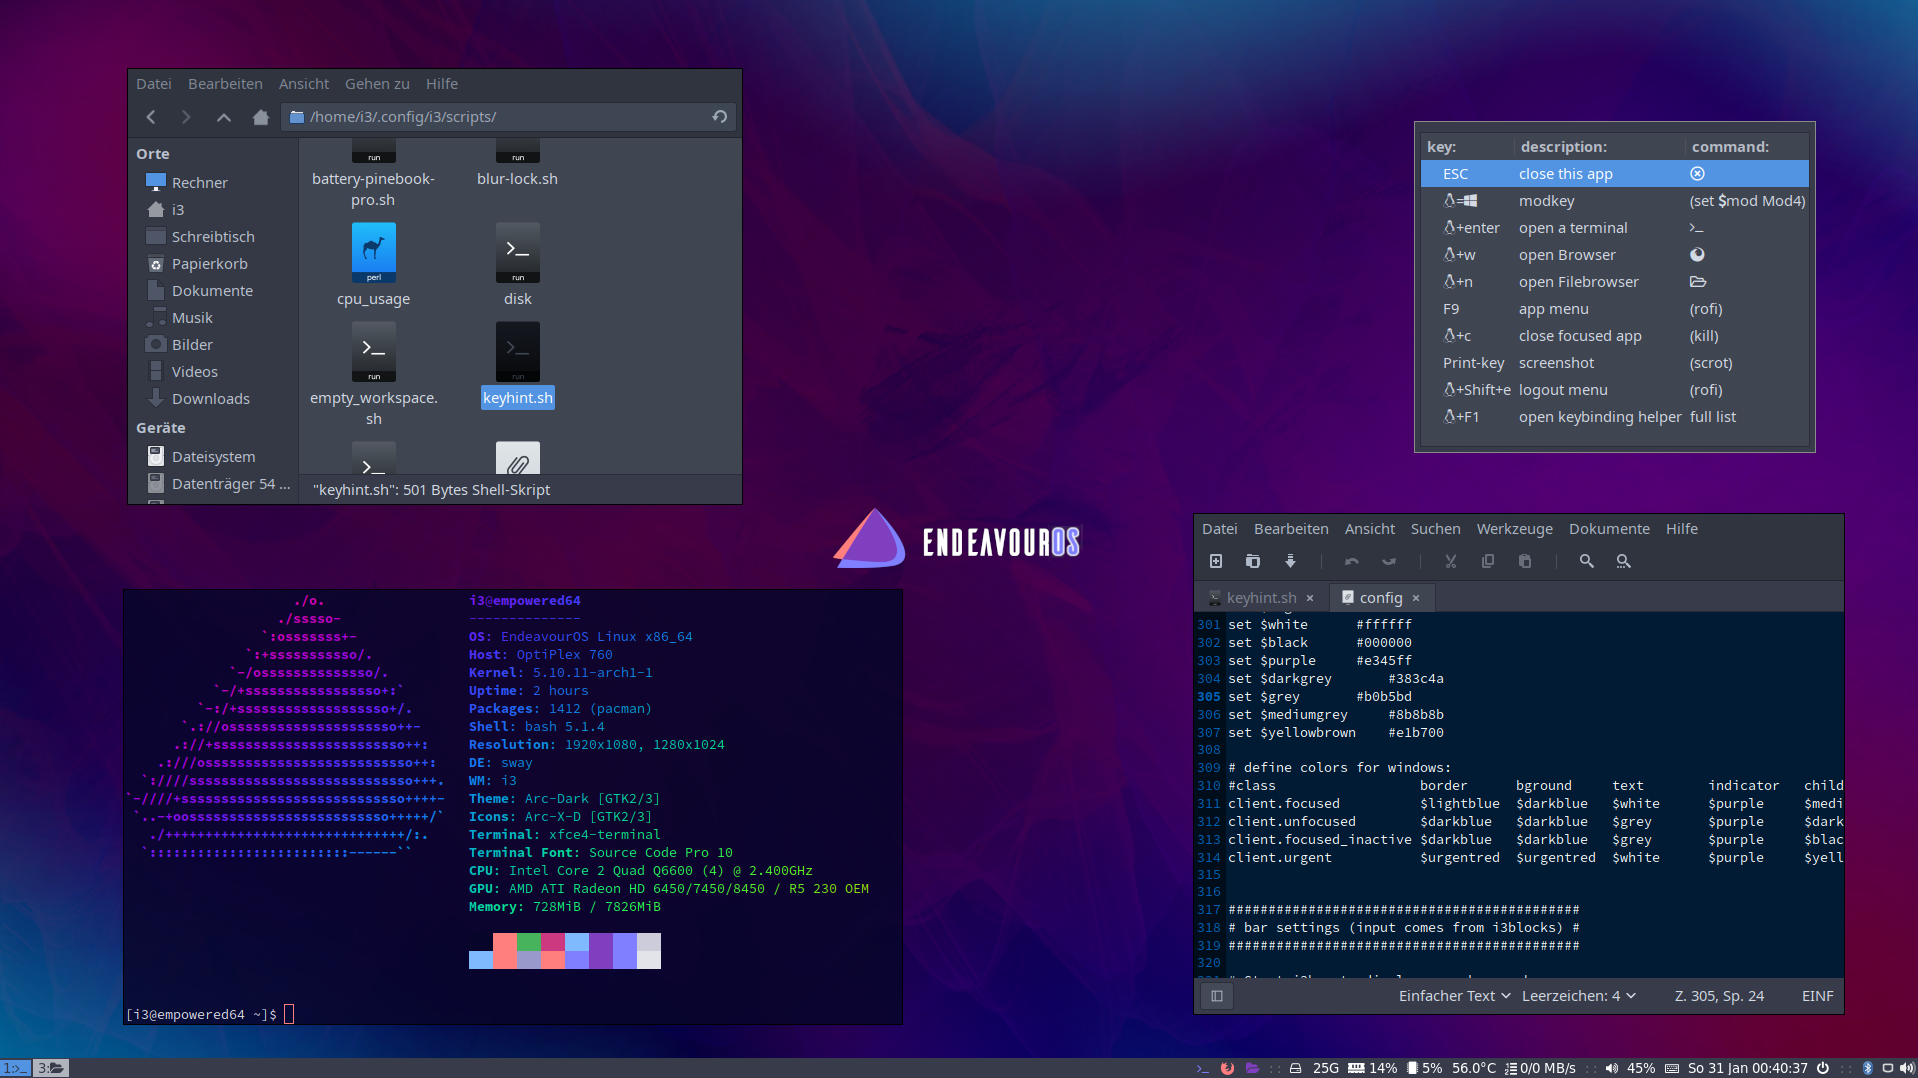 Datei Bearbeiten Ansicht Gehen zu Hilfe
/home/i3/.config/i3/scripts/
Orte
Rechner
i3
Schreibtisch
Papierkorb
Dokumente
Musik
Bilder
Videos
Downloads
Geräte
Dateisystem
Datenträger 54 ...
run run
battery-pinebook-
pro.sh
blur-lock.sh
perl run
cpu_usage disk
run run
empty_workspace.
sh
keyhint.sh
"keyhint.sh": 501 Bytes Shell-Skript
key: description: command:
ESC close this app
= modkey (set $mod Mod4)
+enter open a terminal >_
+w open Browser
+n open Filebrowser
F9 app menu (rofi)
+c close focused app (kill)
Print-key screenshot (scrot)
+Shift+e logout menu (rofi)
+F1 open keybinding helper full list
ENDEAVOUROS
./o.
./sssso-
`:osssssss+-
`:+sssssssssso/.
`-/ossssssssssssso/.
`-/+sssssssssssssssso+:`
`-:/+sssssssssssssssssso+/.
`.://osssssssssssssssssssso++-
.://+ssssssssssssssssssssssso++:
.:///ossssssssssssssssssssssssso++:
`:////ssssssssssssssssssssssssssso+++.
`-////+ssssssssssssssssssssssssssso++++-
`..-+oosssssssssssssssssssssssso+++++/`
./++++++++++++++++++++++++++++++/:.
`:::::::::::::::::::::::::------``
i3@empowered64
--------------
OS: EndeavourOS Linux x86_64
Host: OptiPlex 760
Kernel: 5.10.11-arch1-1
Uptime: 2 hours
Packages: 1412 (pacman)
Shell: bash 5.1.4
Resolution: 1920x1080, 1280x1024
DE: sway
WM: i3
Theme: Arc-Dark [GTK2/3]
Icons: Arc-X-D [GTK2/3]
Terminal: xfce4-terminal
Terminal Font: Source Code Pro 10
CPU: Intel Core 2 Quad Q6600 (4) @ 2.400GHz
GPU: AMD ATI Radeon HD 6450/7450/8450 / R5 230 OEM
Memory: 728MiB / 7826MiB
[i3@empowered64 ~]$
Datei Bearbeiten Ansicht Suchen Werkzeuge Dokumente Hilfe
keyhint.sh × config ×
301 set $white #ffffff
302 set $black #000000
303 set $purple #e345ff
304 set $darkgrey #383c4a
305 set $grey #b0b5bd
306 set $mediumgrey #8b8b8b
307 set $yellowbrown #e1b700
308
309 # define colors for windows:
310 #class border bground text indicator child
311 client.focused $lightblue $darkblue $white $purple $medi
312 client.unfocused $darkblue $darkblue $grey $purple $dark
313 client.focused_inactive $darkblue $darkblue $grey $purple $blac
314 client.urgent $urgentred $urgentred $white $purple $yell
315
316
317 ############################################
318 # bar settings (input comes from i3blocks) #
319 ############################################
320
Einfacher Text Leerzeichen: 4 Z. 305, Sp. 24 EINF
1:>_ 3: >_ 25G 14% 5% 56.0°C 0/0 MB/s 45% So 31 Jan 00:40:37